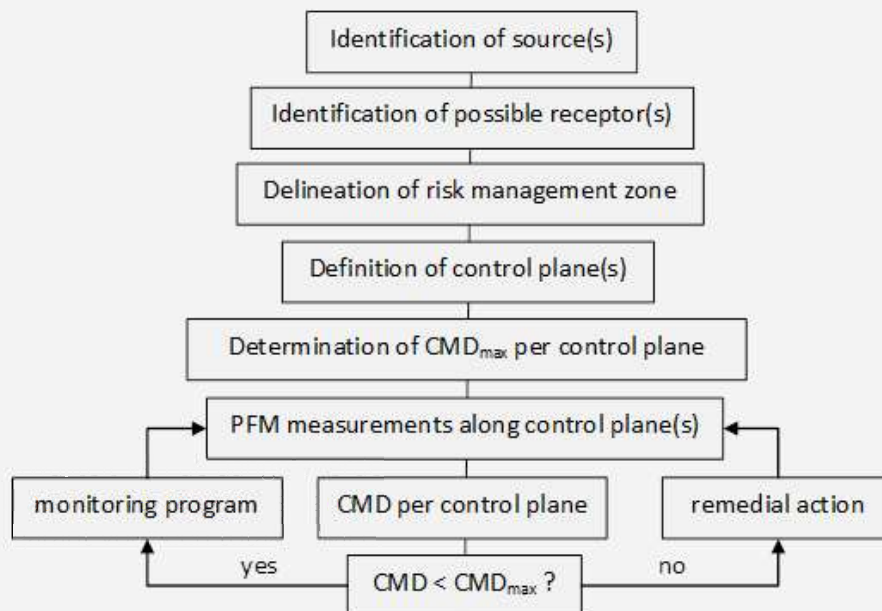 Identification of source(s)
Identification of possible receptor(s)
Delineation of risk management zone
Definition of control plane(s)
Determination of CMDmax per control plane
PFM measurements along control plane(s)
monitoring program
CMD per control plane
remedial action
yes
no
CMD < CMDmax ?